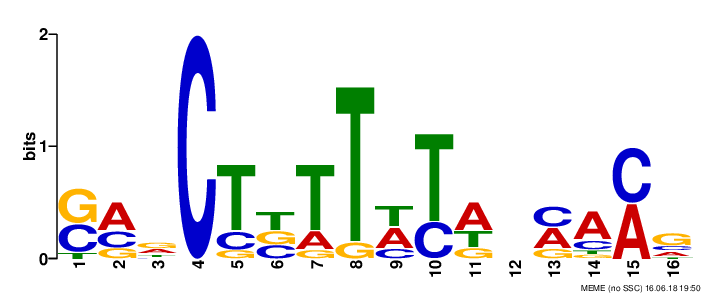 bits
2
1
0
G C T
A C G
G A T
C
T C G
T G C
T A G
T G
T A C
T C
A T G
C A G
A C T G
C A
G C A
1 2 3 4 5 6 7 8 9 10 11 12 13 14 15 16
MEME (no SSC) 16.06.18 19:50